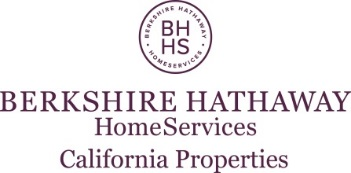 BERKSHIRE HATHAWAY
BH
HS
HOMESERVICES
BERKSHIRE HATHAWAY
HomeServices
California Properties